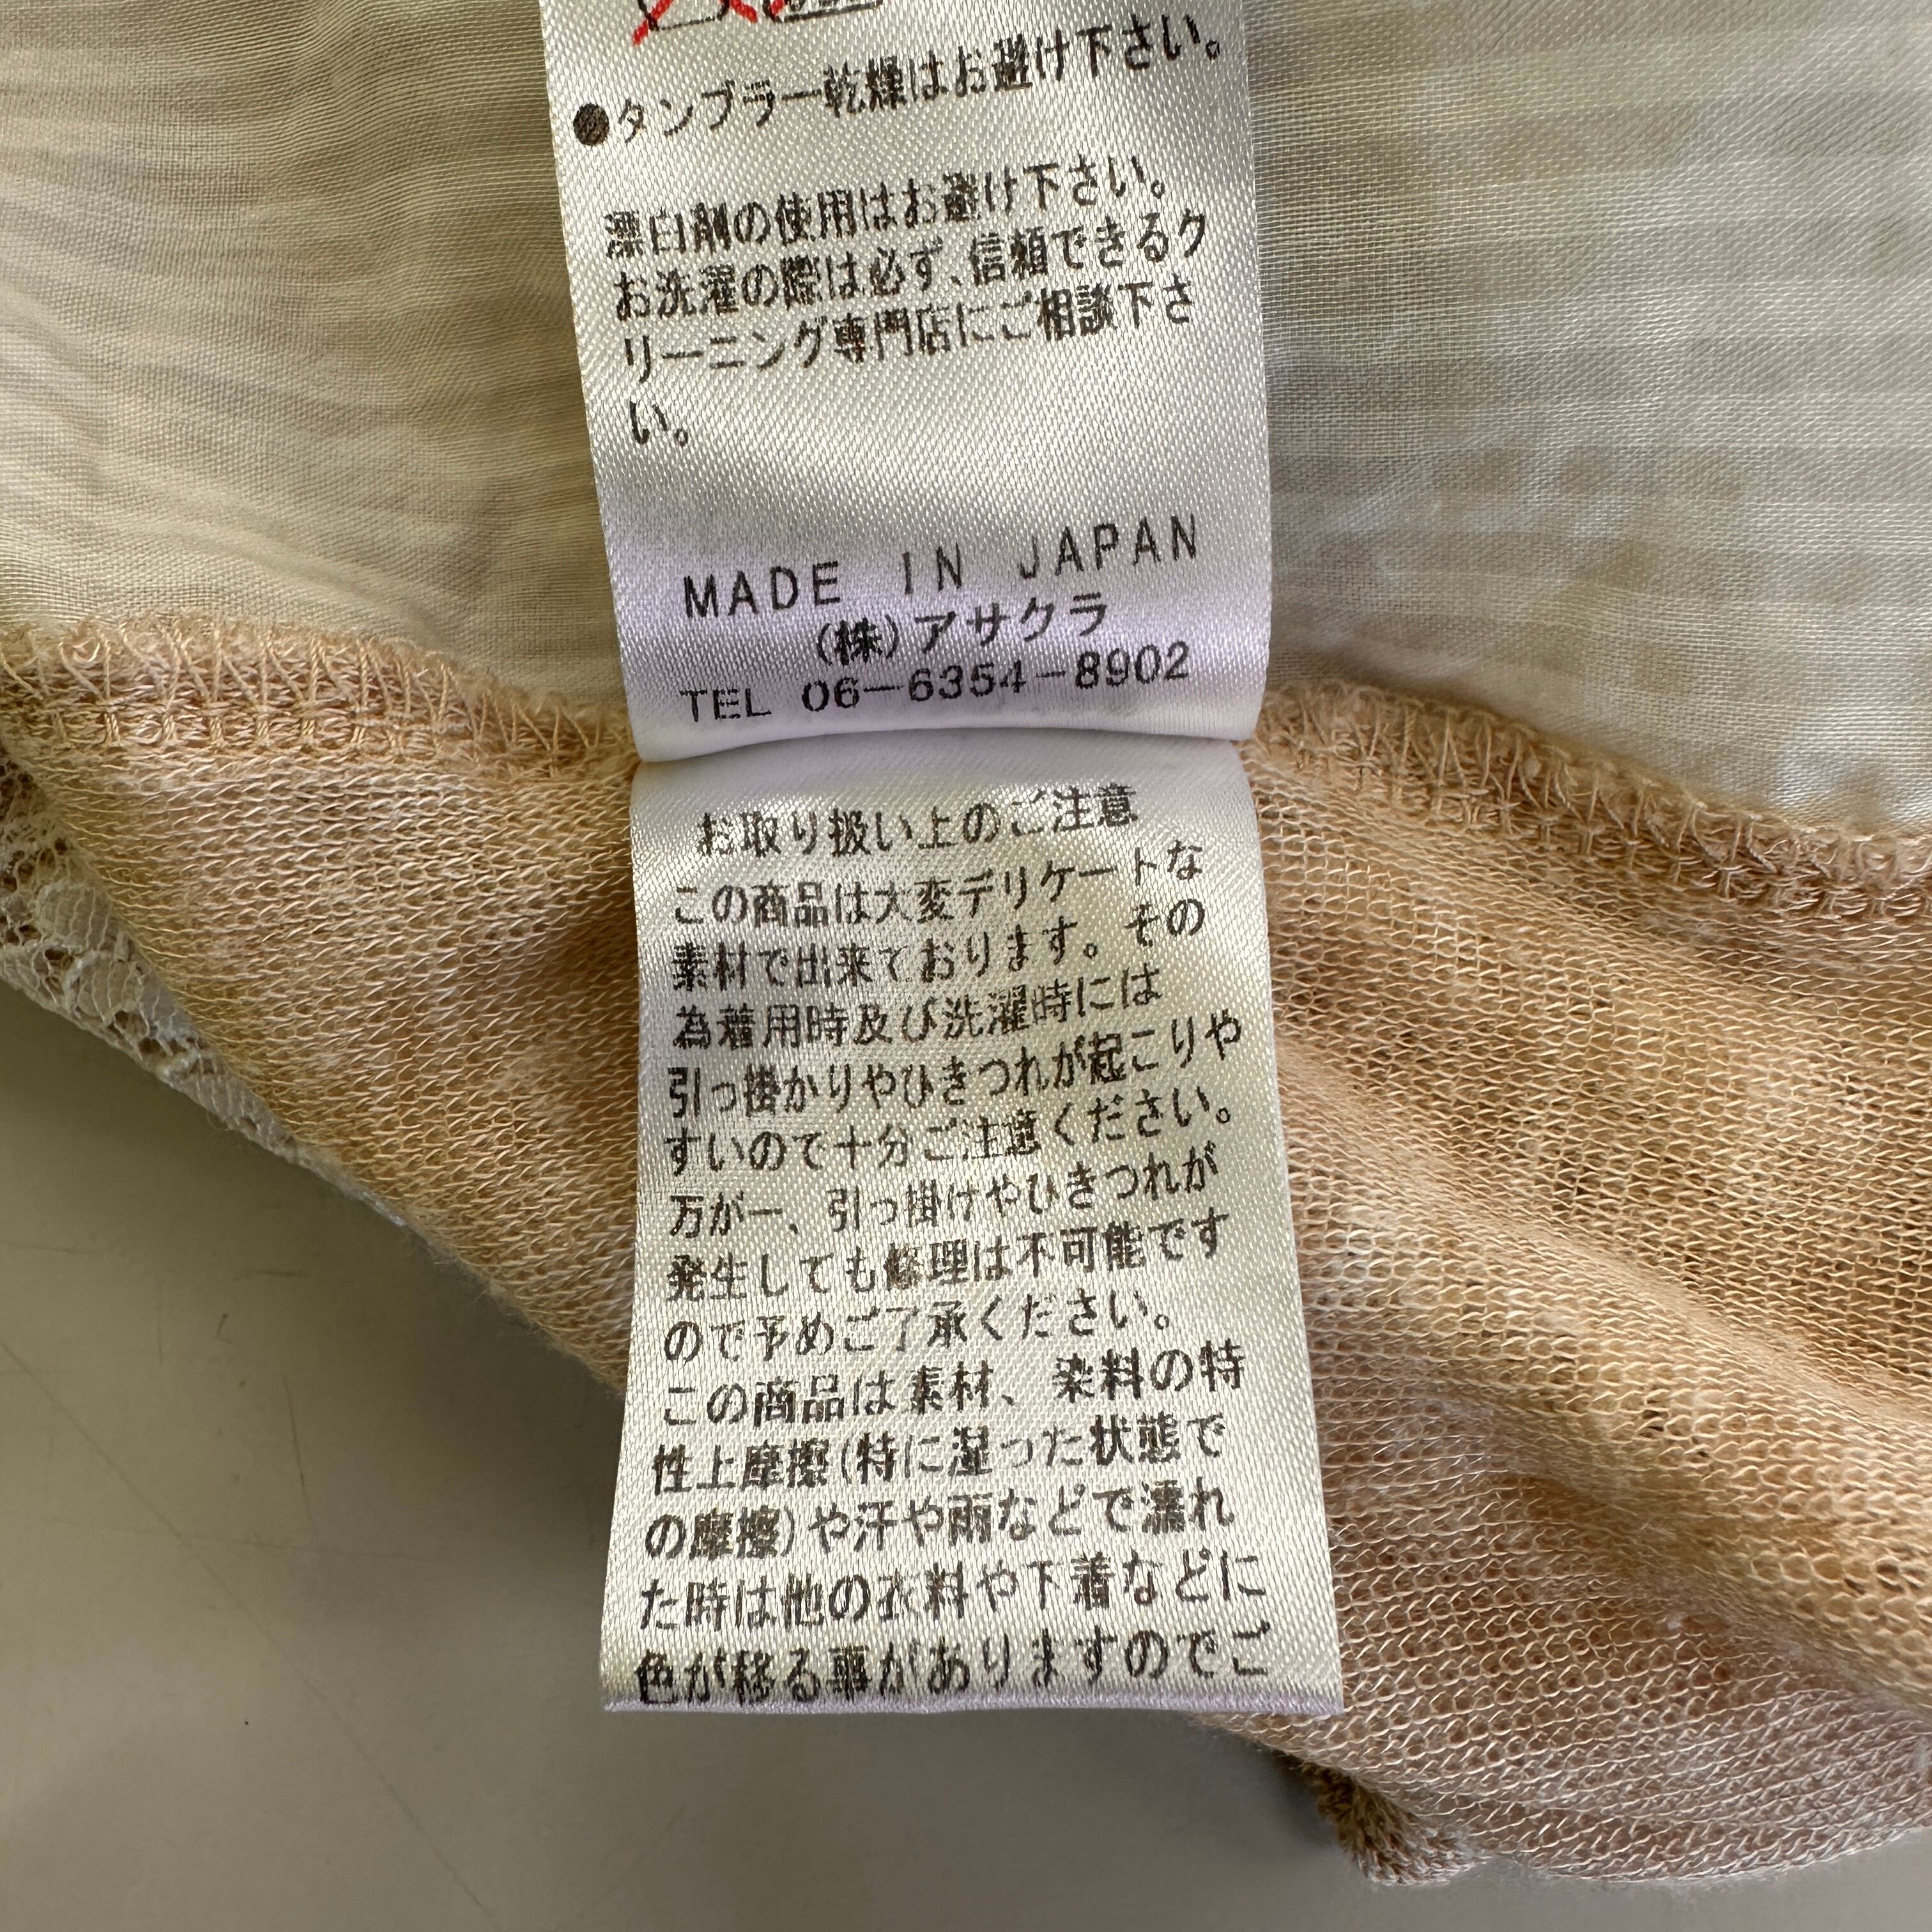 ●タンブラー乾燥はお避け下さい。
漂白剤の使用はお避け下さい。
お洗濯の際は必ず、信頼できるク
リーニング専門店にご相談下さ
い。
MADE IN JAPAN
(株)アサクラ
TEL 06-6354-8902
お取り扱い上のご注意
この商品は大変デリケートな
素材で出来ております。その
為着用時及び洗濯時には
引っ掛かりやひきつれが起こりや
すいので十分ご注意ください。
万が一、引っ掛けやひきつれが
発生しても修理は不可能です
ので予めご了承ください。
この商品は素材、染料の特
性上摩擦(特に湿った状態で
の摩擦)や汗や雨などで濡れ
た時は他の衣料や下着などに
色が移る事がありますのでご